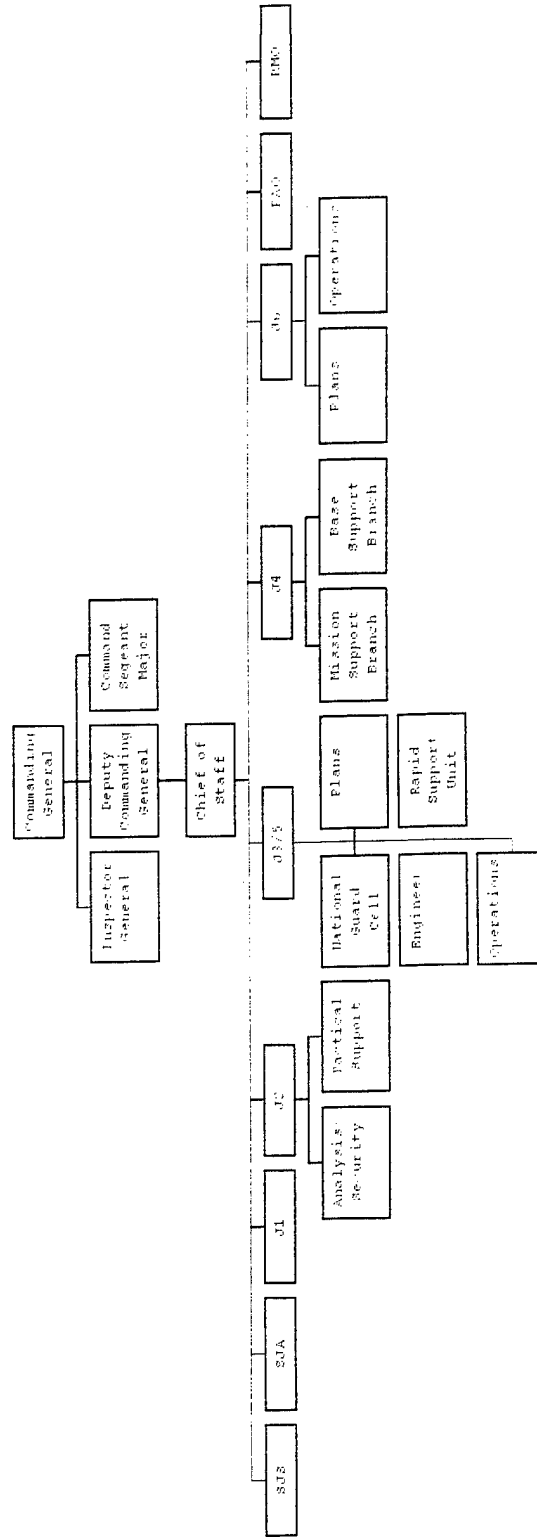 Commanding
General
Inspector
General
Deputy
Commanding
General
Command
Segeant
Major
Chief of
Staff
SJS
SJA
J1
J2
J3/5
J4
J6
PAO
RMO
Analysis
Security
Tactical
Support
National
Guard
Cell
Plans
Mission
Support
Branch
Base
Support
Branch
Plans
Operations
Engineer
Rapid
Support
Unit
Operations